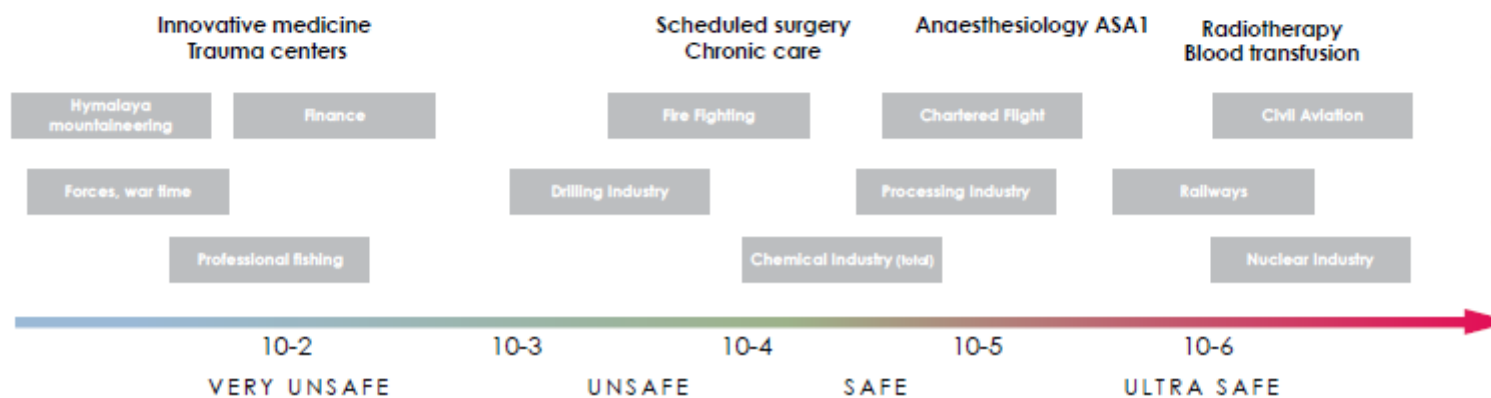 Innovative medicine
Trauma centers
Scheduled surgery
Chronic care
Anaesthesiology ASA1
Radiotherapy
Blood transfusion
Hymalaya
mountaineering
Finance
Fire Fighting
Chartered Flight
Civil Aviation
Forces, war time
Drilling Industry
Processing Industry
Railways
Professional fishing
Chemical Industry (total)
Nuclear Industry
10-2
10-3
10-4
10-5
10-6
VERY UNSAFE
UNSAFE
SAFE
ULTRA SAFE